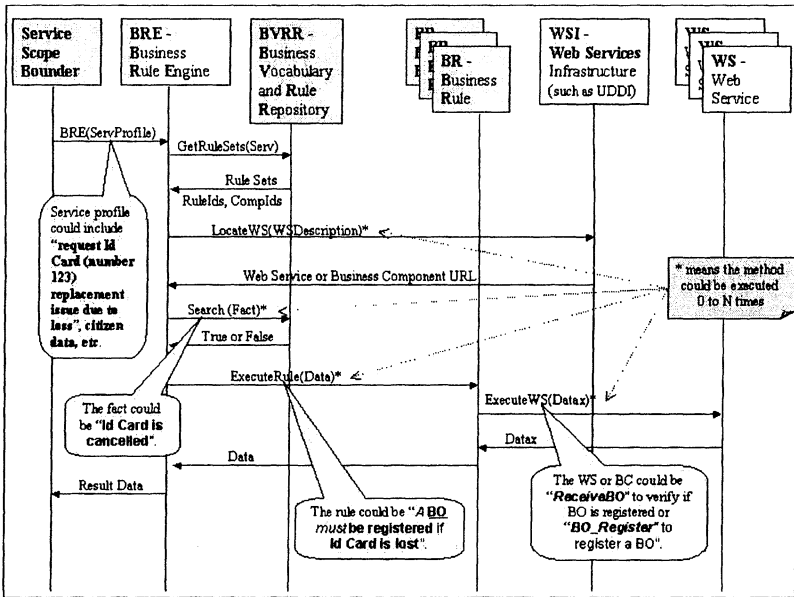 Service
Scope
Bounder
BRE -
Business
Rule Engine
BVRR -
Business
Vocabulary
and Rule
Repository
BR
BR
BR -
Business
Rule
WSI -
Web Services
Infrastructure
(such as UDDI)
WS
WS
WS -
Web
Service
BRE(ServProfile)
GetRuleSets(Serv)
Rule Sets
RuleIds, CompIds
Service profile
could include
"request Id
Card (number
123)
replacement
issue due to
loss", citizen
data, etc.
LocateWS(WSDescription)*
Web Service or Business Component URL
* means the method
could be executed
0 to N times
Search (Fact)*
True or False
ExecuteRule(Data)*
ExecuteWS(Datax)*
The fact could
be "Id Card is
cancelled".
Datax
Data
Result Data
The rule could be "A BO
must be registered if
Id Card is lost".
The WS or BC could be
"ReceiveBO" to verify if
BO is registered or
"BO_Register" to
register a BO".